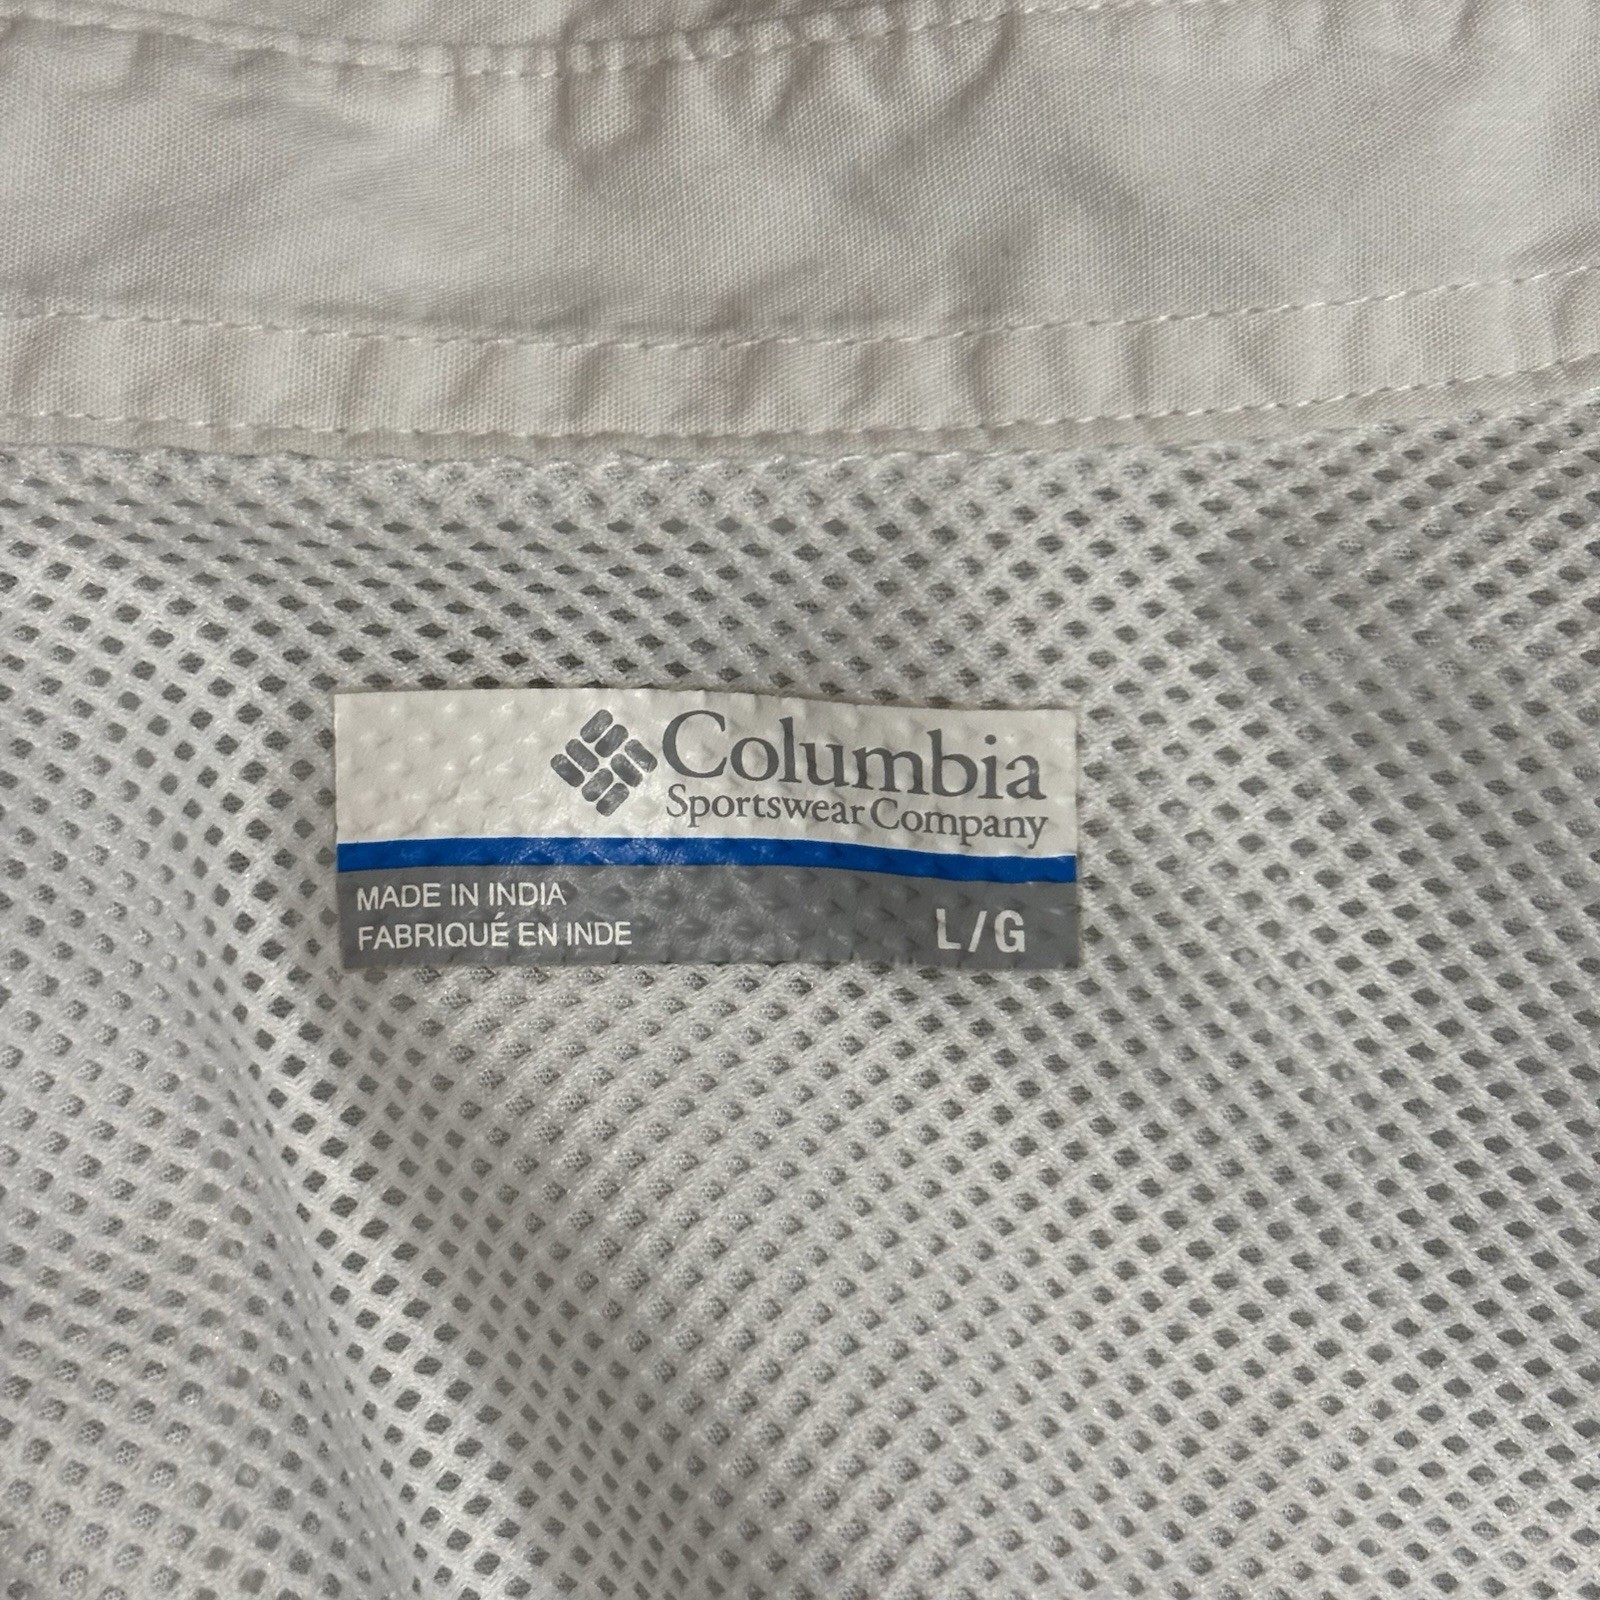 Columbia
Sportswear Company
MADE IN INDIA
FABRIQUÉ EN INDE
L/G